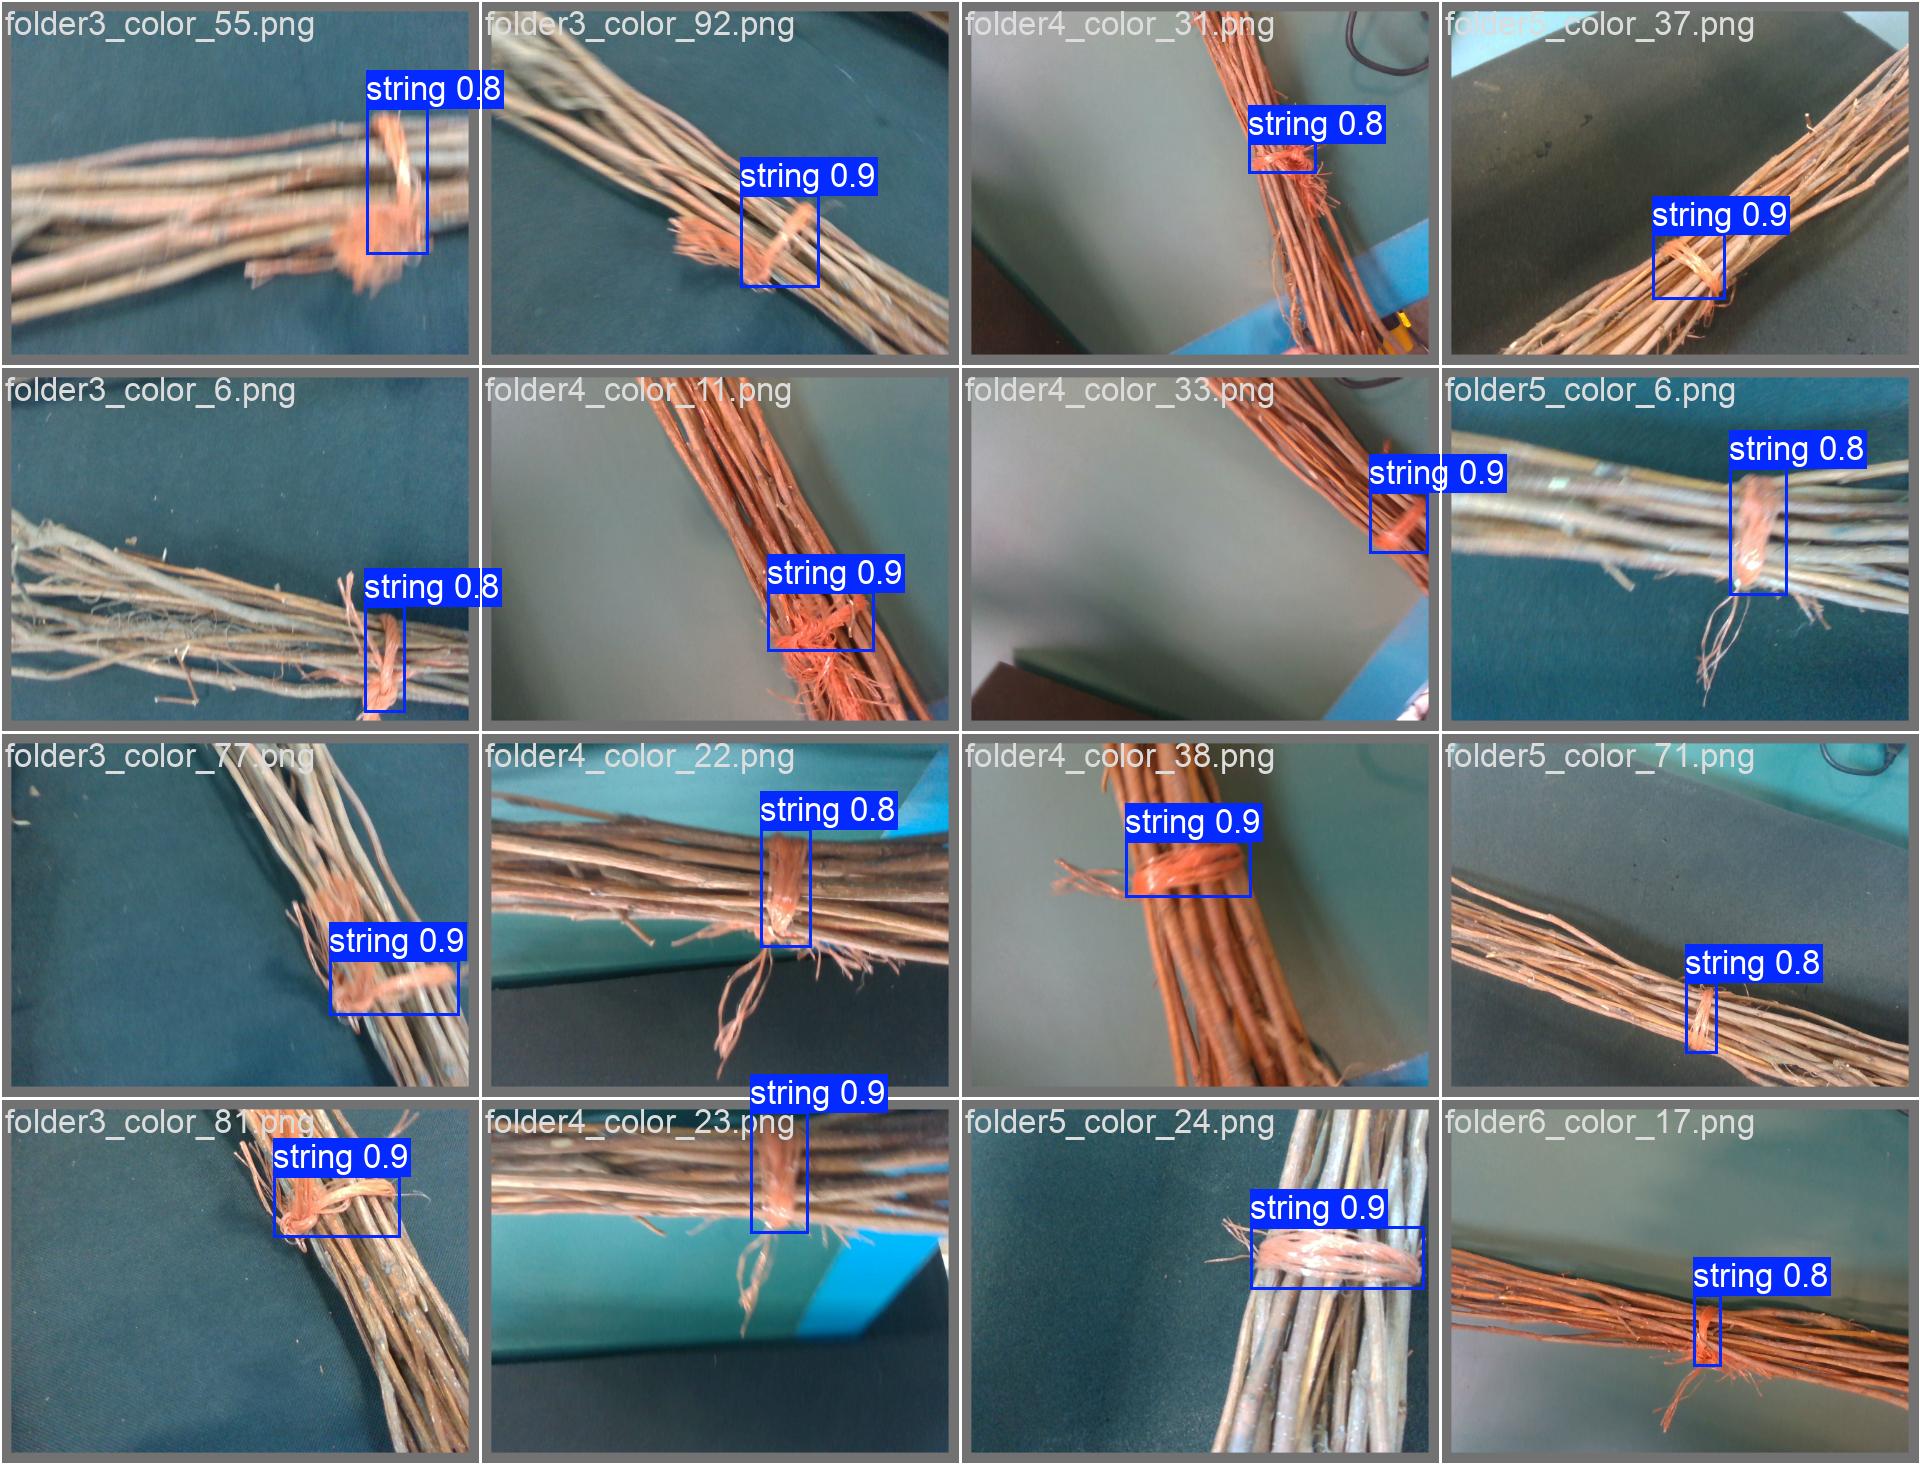 folder3_color_55.png
string 0.8
folder3_color_92.png
string 0.9
folder4_color_31.png
string 0.8
folder5_color_37.png
string 0.9
folder3_color_6.png
string 0.8
folder4_color_11.png
string 0.9
folder4_color_33.png
string 0.9
folder5_color_6.png
string 0.8
folder3_color_77.png
string 0.9
folder4_color_22.png
string 0.8
folder4_color_38.png
string 0.9
folder5_color_71.png
string 0.8
folder3_color_81.png
string 0.9
folder4_color_23.png
string 0.9
folder5_color_24.png
string 0.9
folder6_color_17.png
string 0.8